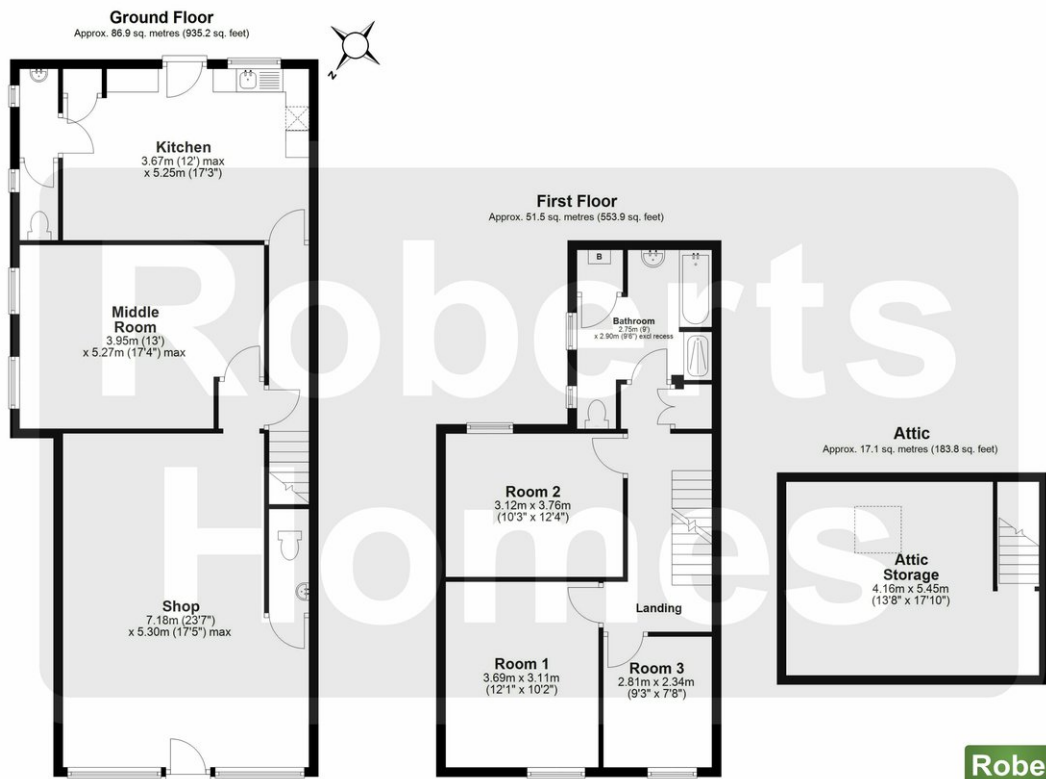 Ground Floor
Approx. 86.9 sq. metres (935.2 sq. feet)
N
Kitchen
3.67m (12') max
x 5.25m (17'3")
Middle
Room
3.95m (13')
x 5.27m (17'4") max
Shop
7.18m (23'7")
x 5.30m (17'5") max
First Floor
Approx. 51.5 sq. metres (553.9 sq. feet)
B
Bathroom
2.75m (9')
x 2.90m (9'6") excl recess
Room 2
3.12m x 3.76m
(10'3" x 12'4")
Landing
Room 1
3.69m x 3.11m
(12'1" x 10'2")
Room 3
2.81m x 2.34m
(9'3" x 7'8")
Attic
Approx. 17.1 sq. metres (183.8 sq. feet)
Attic
Storage
4.16m x 5.45m
(13'8" x 17'10")
Roberts
Homes
Robe